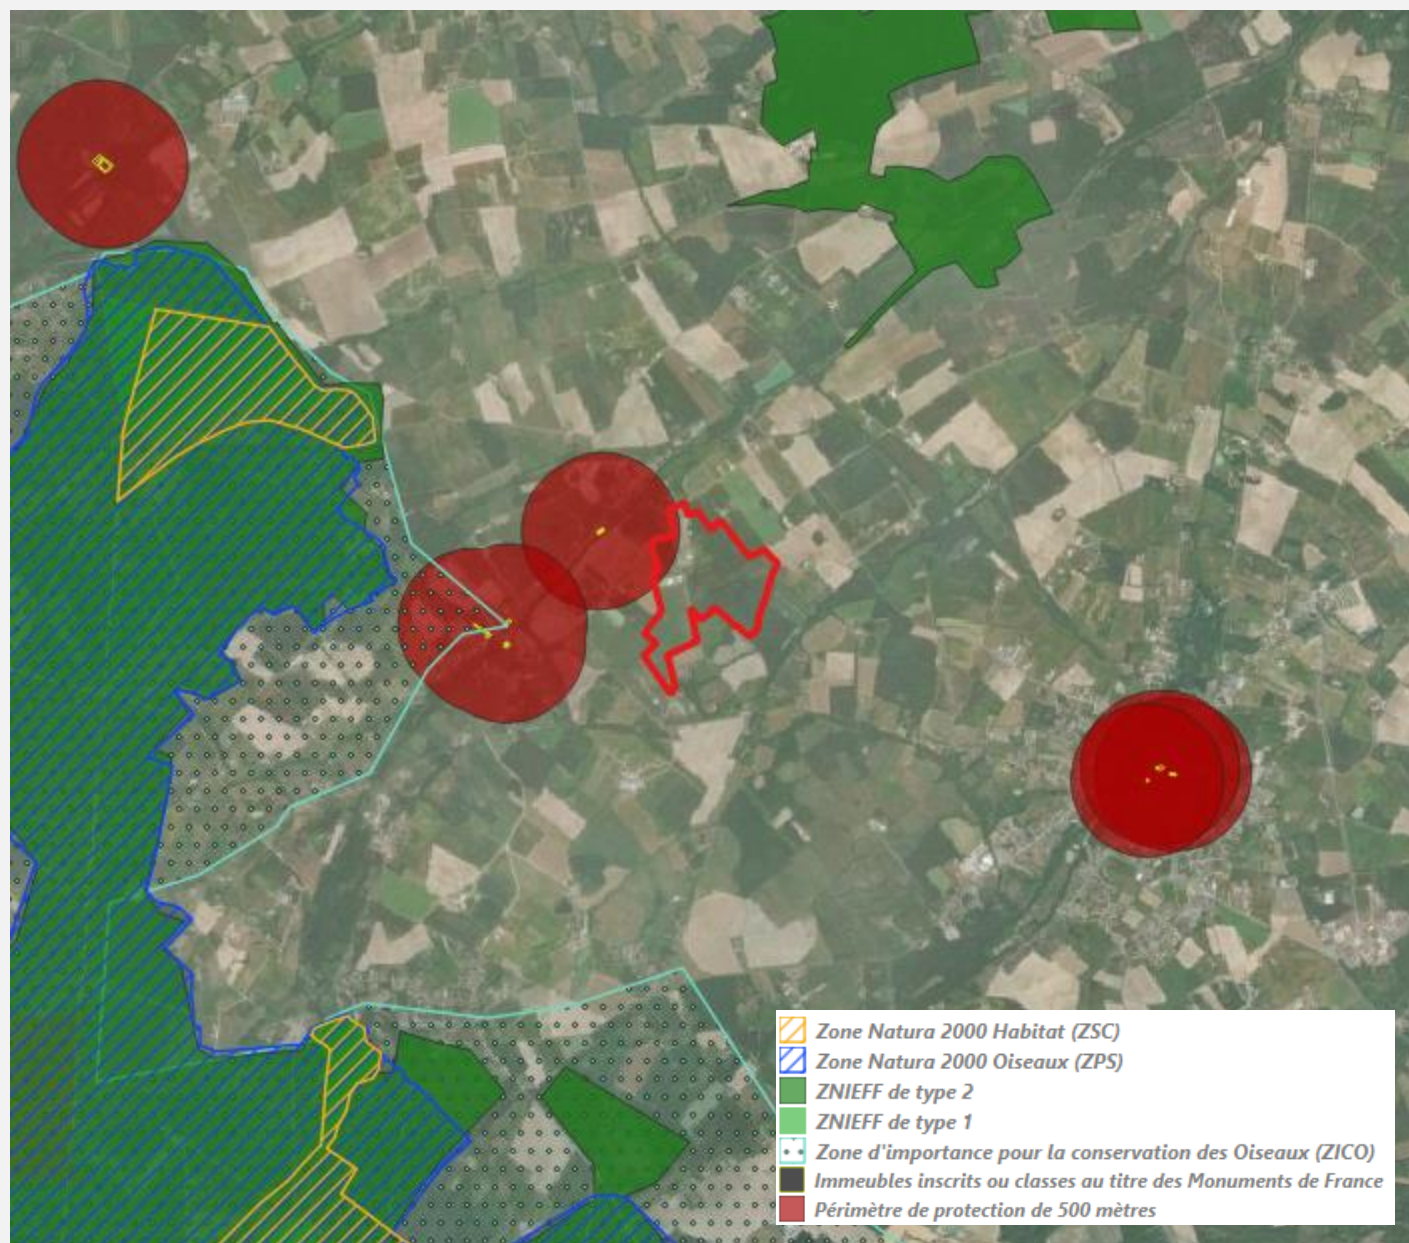 Zone Natura 2000 Habitat (ZSC)
Zone Natura 2000 Oiseaux (ZPS)
ZNIEFF de type 2
ZNIEFF de type 1
Zone d'importance pour la conservation des Oiseaux (ZICO)
Immeubles inscrits ou classes au titre des Monuments de France
Périmètre de protection de 500 mètres